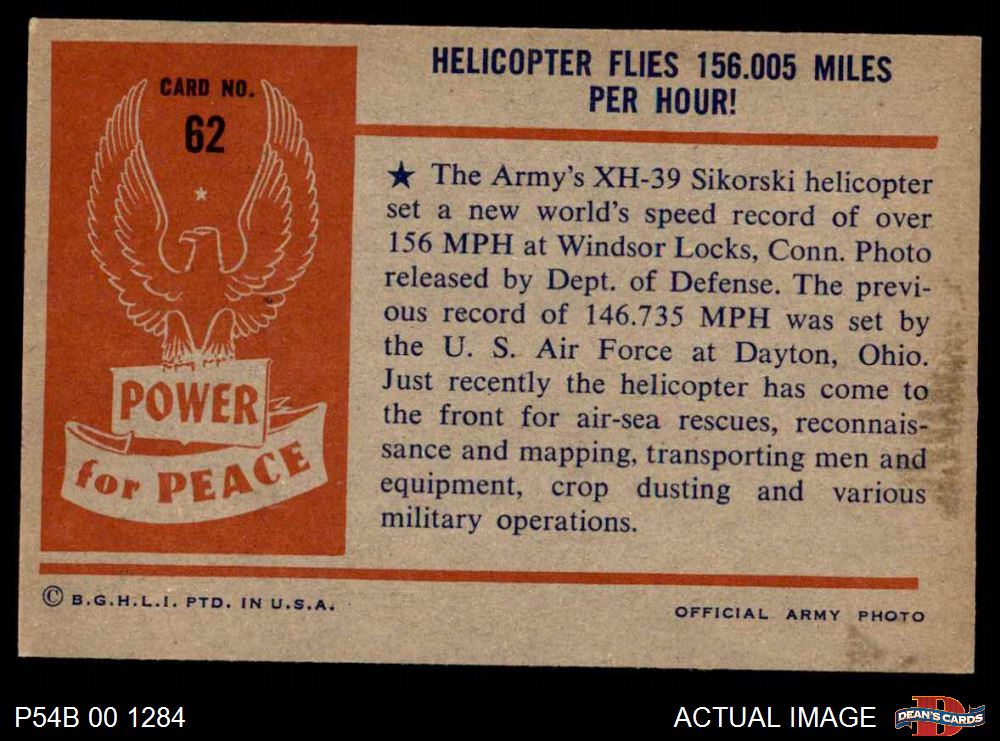 CARD NO.
62
POWER
for PEACE
HELICOPTER FLIES 156.005 MILES
PER HOUR!
★ The Army's XH-39 Sikorski helicopter
set a new world's speed record of over
156 MPH at Windsor Locks, Conn. Photo
released by Dept. of Defense. The previ-
ous record of 146.735 MPH was set by
the U. S. Air Force at Dayton, Ohio.
Just recently the helicopter has come to
the front for air-sea rescues, reconnais-
sance and mapping, transporting men and
equipment, crop dusting and various
military operations.
© B.G.H.L.I. PTD. IN U.S.A.
OFFICIAL ARMY PHOTO
P54B 00 1284
ACTUAL IMAGE
D
DEAN'S CARDS